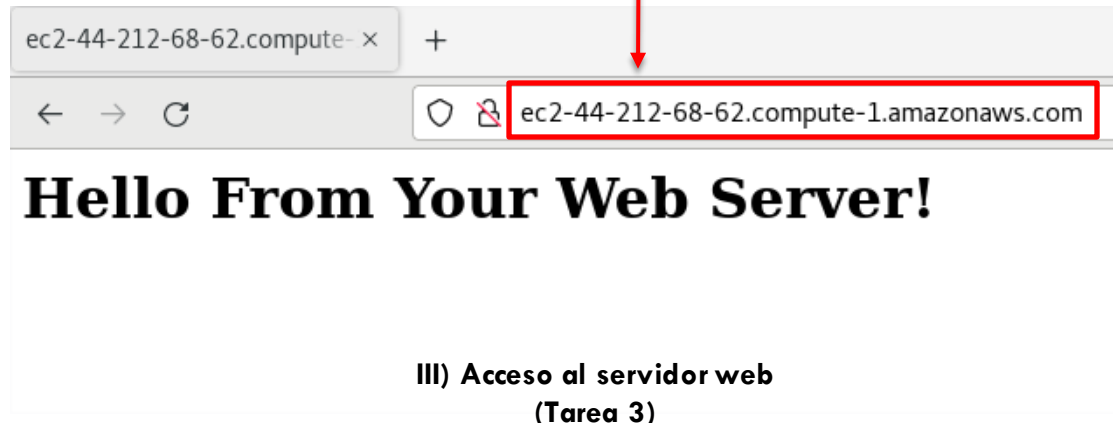 ec2-44-212-68-62.compute-
ec2-44-212-68-62.compute-1.amazonaws.com
Hello From Your Web Server!
III) Acceso al servidor web
(Tarea 3)